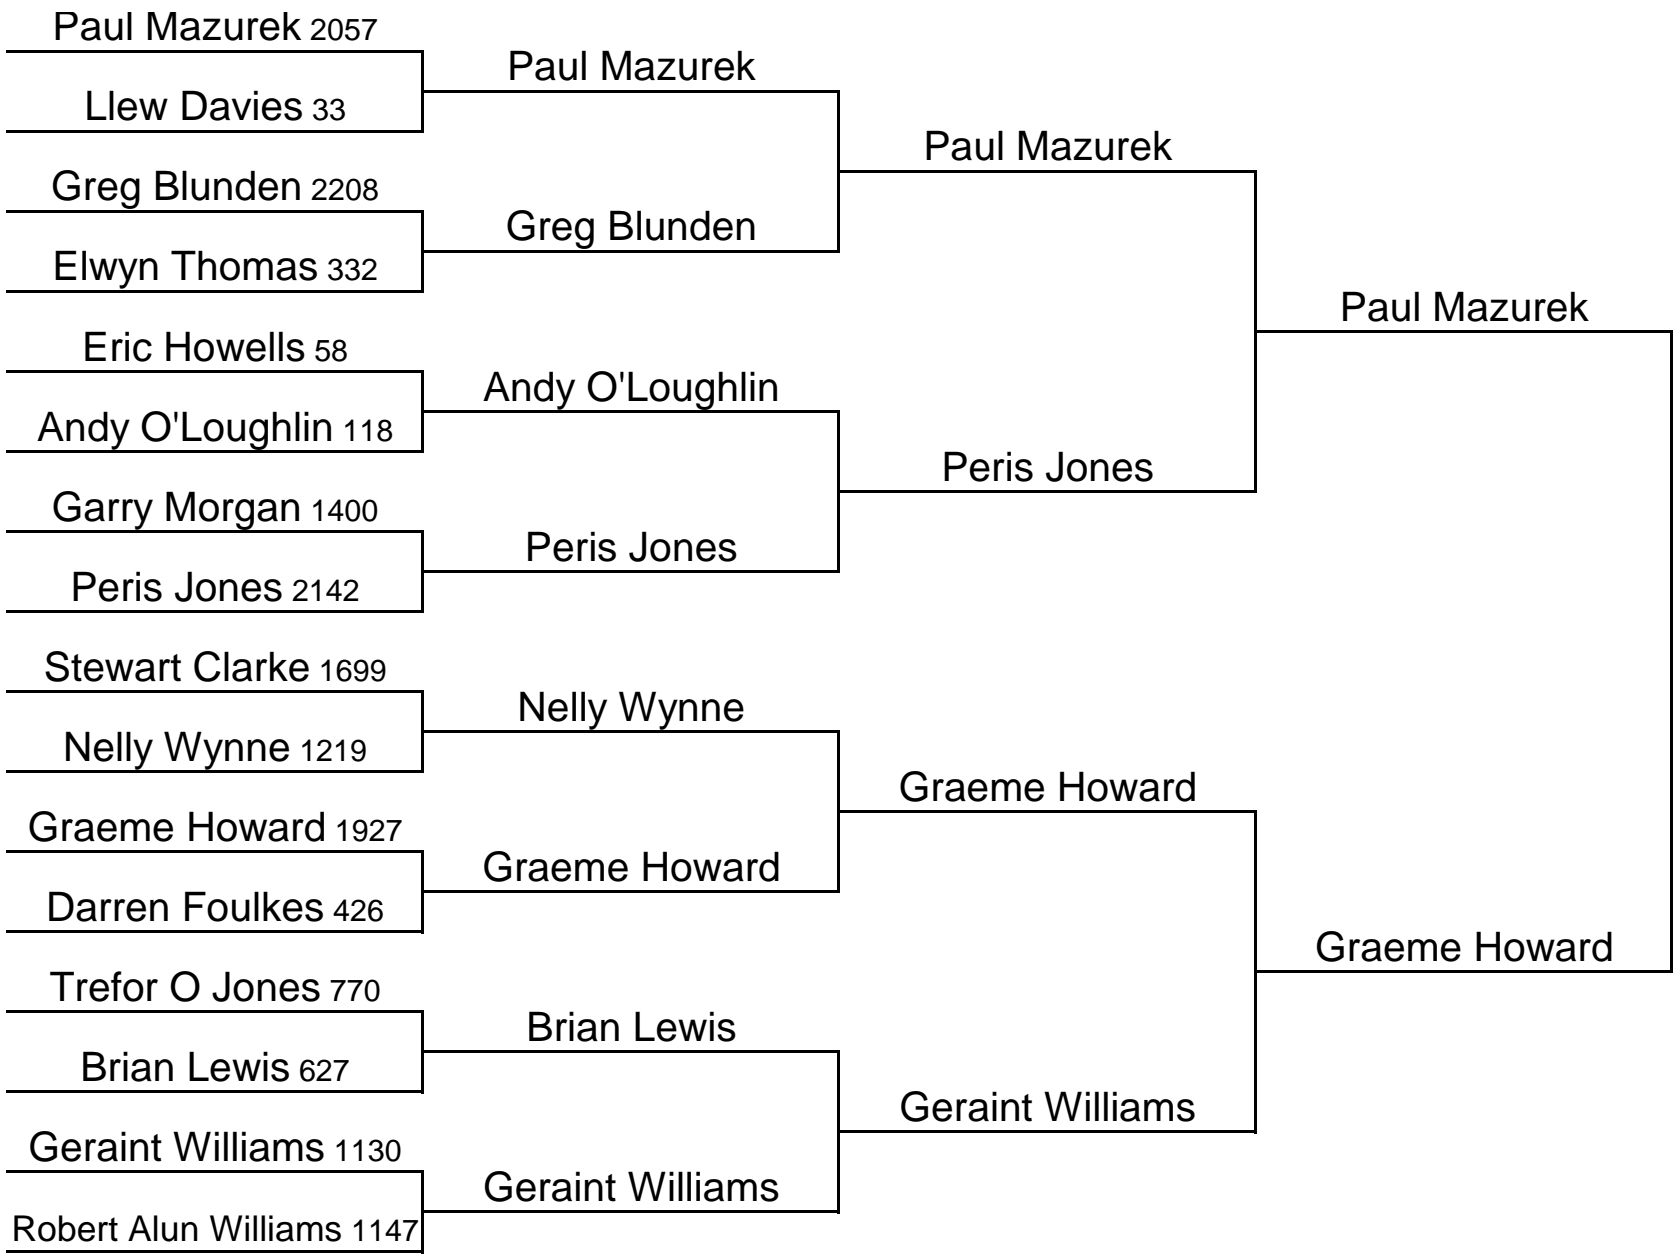 Paul Mazurek 2057
Llew Davies 33
Greg Blunden 2208
Elwyn Thomas 332
Eric Howells 58
Andy O'Loughlin 118
Garry Morgan 1400
Peris Jones 2142
Stewart Clarke 1699
Nelly Wynne 1219
Graeme Howard 1927
Darren Foulkes 426
Trefor O Jones 770
Brian Lewis 627
Geraint Williams 1130
Robert Alun Williams 1147
Paul Mazurek
Greg Blunden
Andy O'Loughlin
Peris Jones
Nelly Wynne
Graeme Howard
Brian Lewis
Geraint Williams
Paul Mazurek
Peris Jones
Graeme Howard
Geraint Williams
Paul Mazurek
Graeme Howard